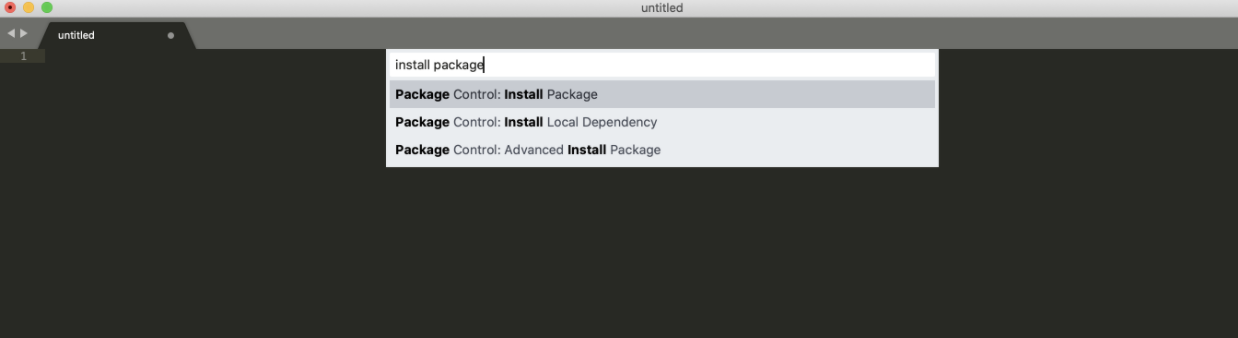 untitled
untitled
1
install package
Package Control: Install Package
Package Control: Install Local Dependency
Package Control: Advanced Install Package